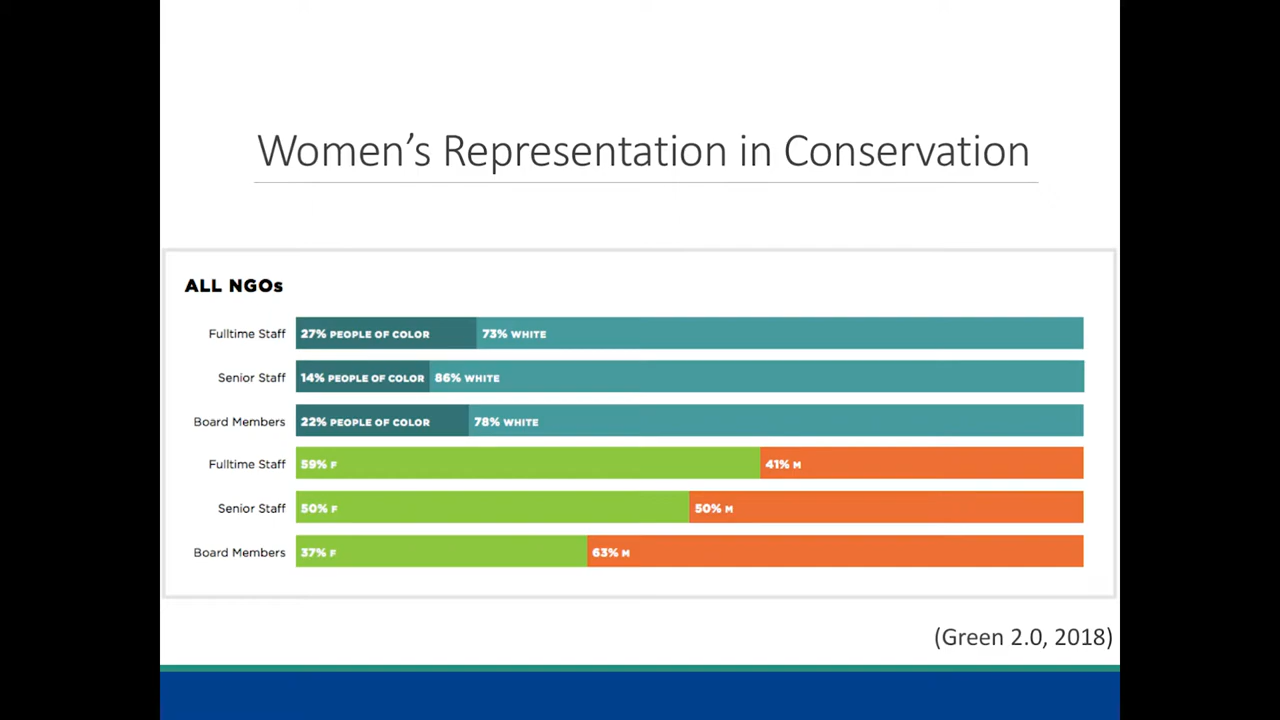 Women’s Representation in Conservation
ALL NGOs
Fulltime Staff 27% PEOPLE OF COLOR 73% WHITE
Senior Staff 14% PEOPLE OF COLOR 86% WHITE
Board Members 22% PEOPLE OF COLOR 78% WHITE
Fulltime Staff 59% F 41% M
Senior Staff 50% F 50% M
Board Members 37% F 63% M
(Green 2.0, 2018)